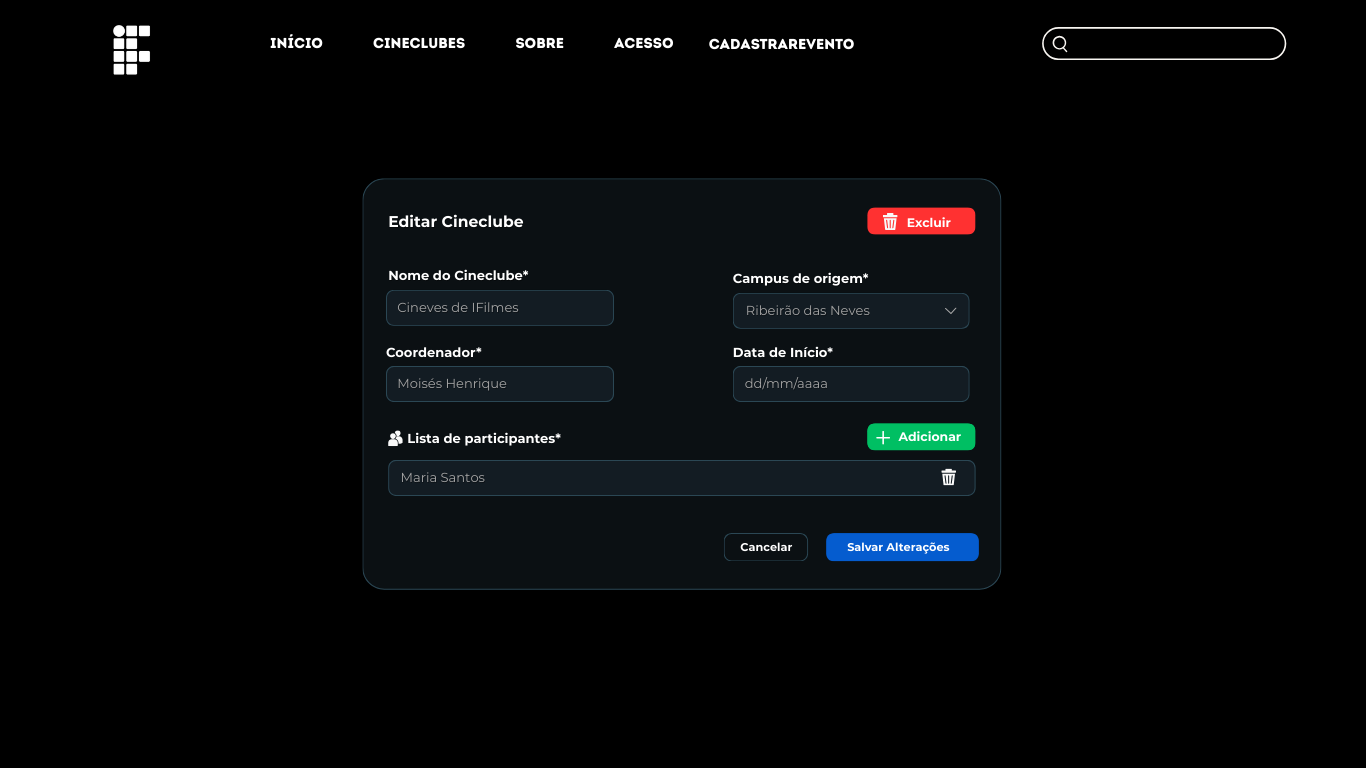 INÍCIO CINECLUBES SOBRE ACESSO CADASTRAREVENTO
Editar Cineclube
Excluir
Nome do Cineclube*
Campus de origem*
Cineves de IFilmes
Ribeirão das Neves
Coordenador*
Data de Início*
Moisés Henrique
dd/mm/aaaa
Lista de participantes*
Adicionar
Maria Santos
Cancelar
Salvar Alterações